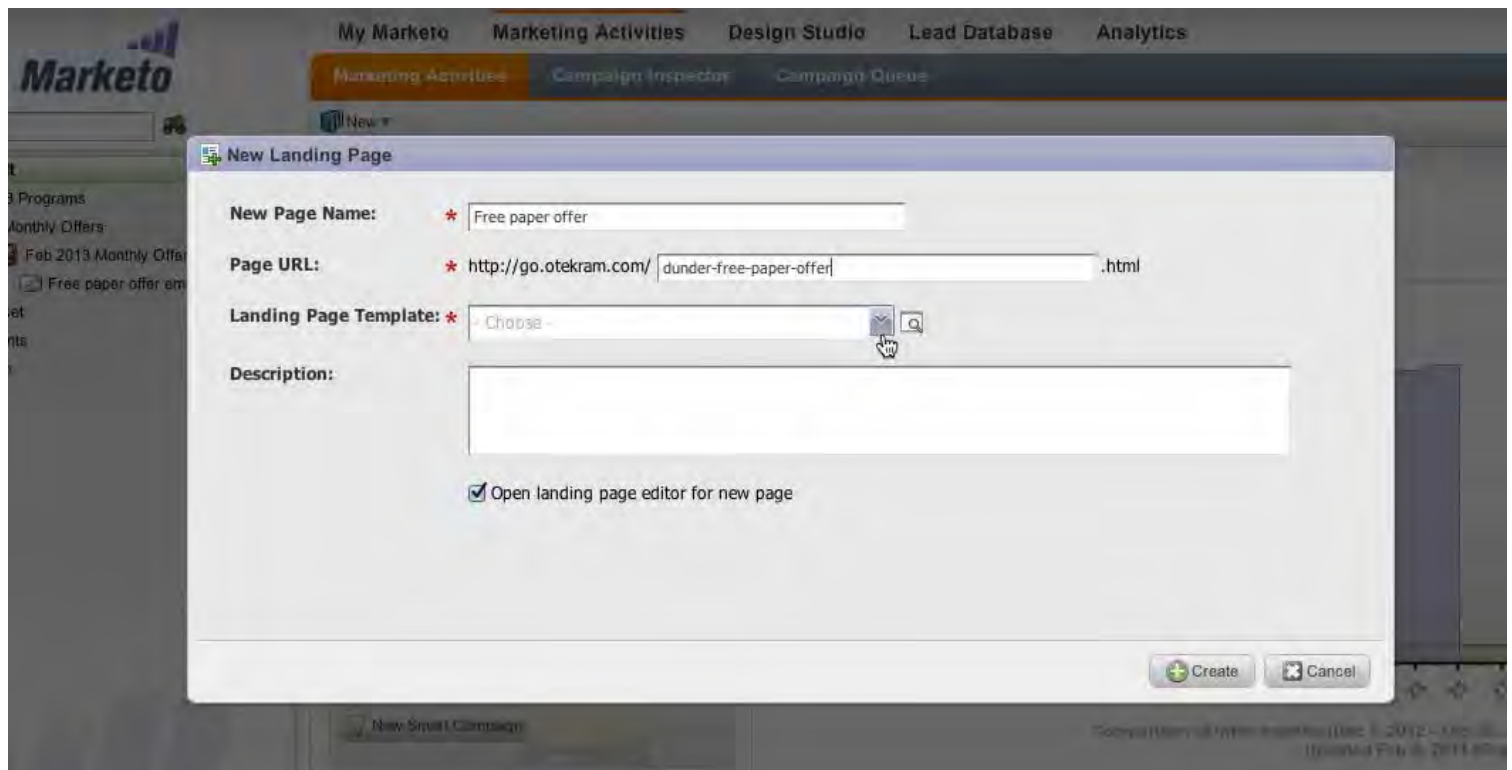 My Marketo Marketing Activities Design Studio Lead Database Analytics
Marketo
Marketing Activities Campaign Inspector Campaign Queue
New
New Landing Page
Programs
Monthly Offers
Feb 2013 Monthly Offer
Free paper offer em
New Page Name: * Free paper offer
Page URL: * http://go.otekram.com/ dunder-free-paper-offer .html
Landing Page Template: * - Choose -
Description:
Open landing page editor for new page
Create Cancel
New Smart Campaign